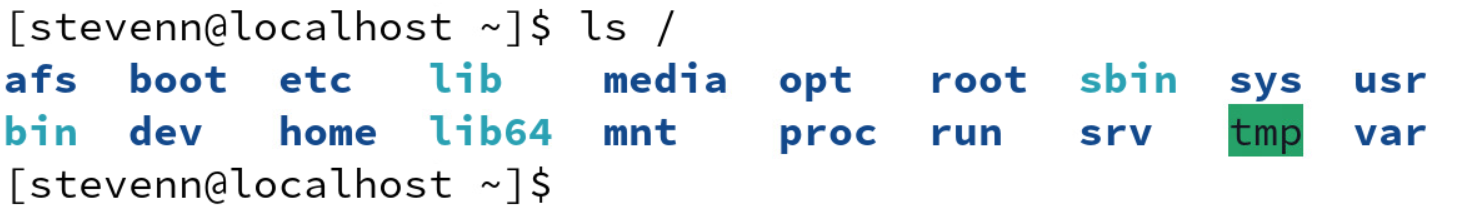 [stevenn@localhost ~]$ ls /
afs  boot  etc   lib    media  opt   root  sbin  sys  usr
bin  dev   home  lib64  mnt    proc  run   srv   tmp  var
[stevenn@localhost ~]$